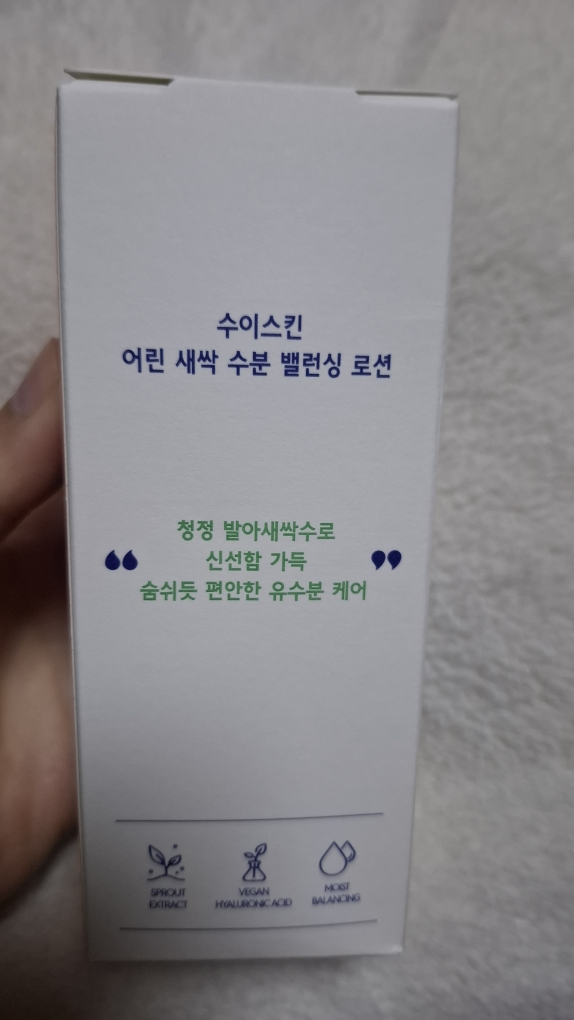 수이스킨
어린 새싹 수분 밸런싱 로션
청정 발아새싹수로
“ 신선함 가득 ”
숨쉬듯 편안한 유수분 케어
SPROUT
EXTRACT
VEGAN
HYALURONIC ACID
MOIST
BALANCING